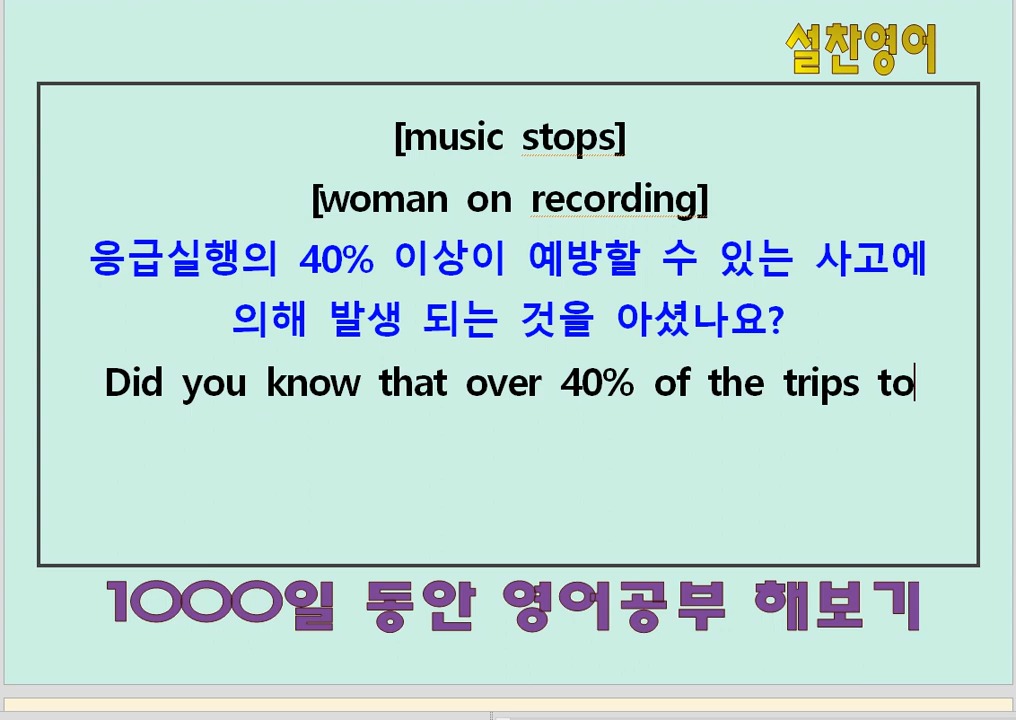 설찬영어
[music stops]
[woman on recording]
응급실행의 40% 이상이 예방할 수 있는 사고에
의해 발생 되는 것을 아셨나요?
Did you know that over 40% of the trips to
1000일 동안 영어공부 해보기